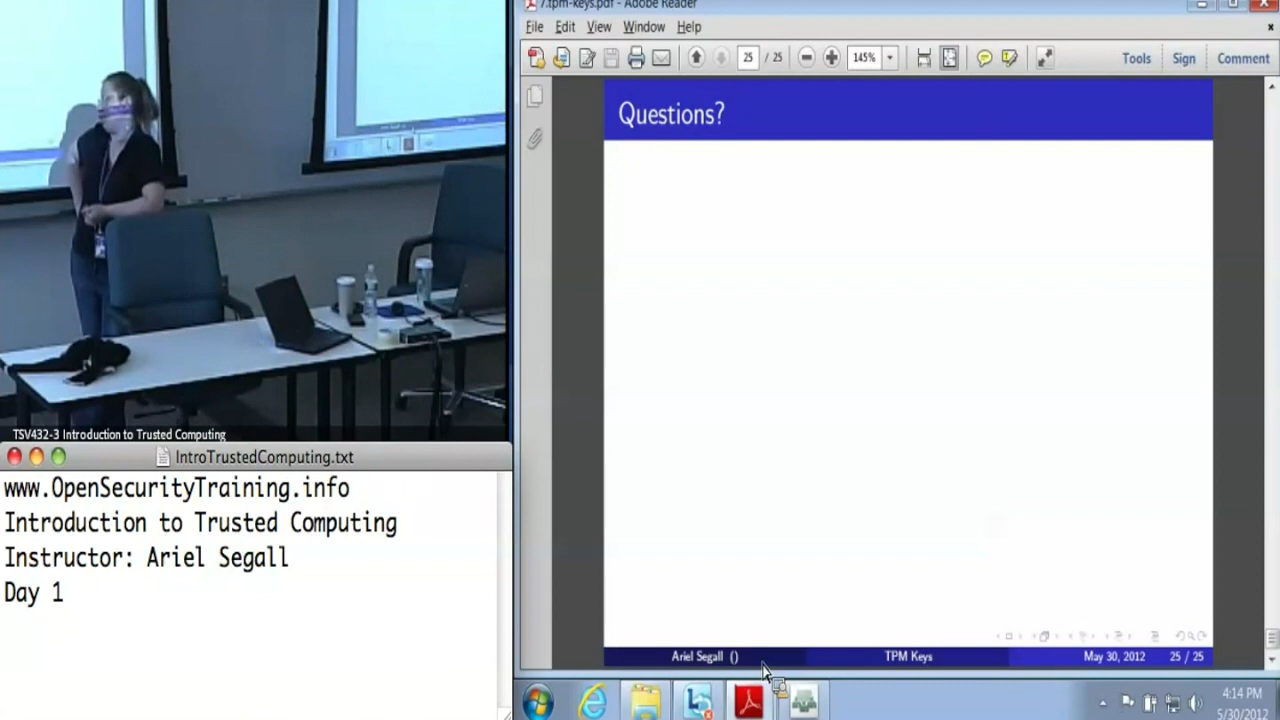 7.tpm-keys.pdf - Adobe Reader
File Edit View Window Help
25 / 25 145% Tools Sign Comment
Questions?
Ariel Segall () TPM Keys May 30, 2012 25 / 25
4:14 PM
5/30/2012
TSV432-3 Introduction to Trusted Computing
IntroTrustedComputing.txt
www.OpenSecurityTraining.info
Introduction to Trusted Computing
Instructor: Ariel Segall
Day 1